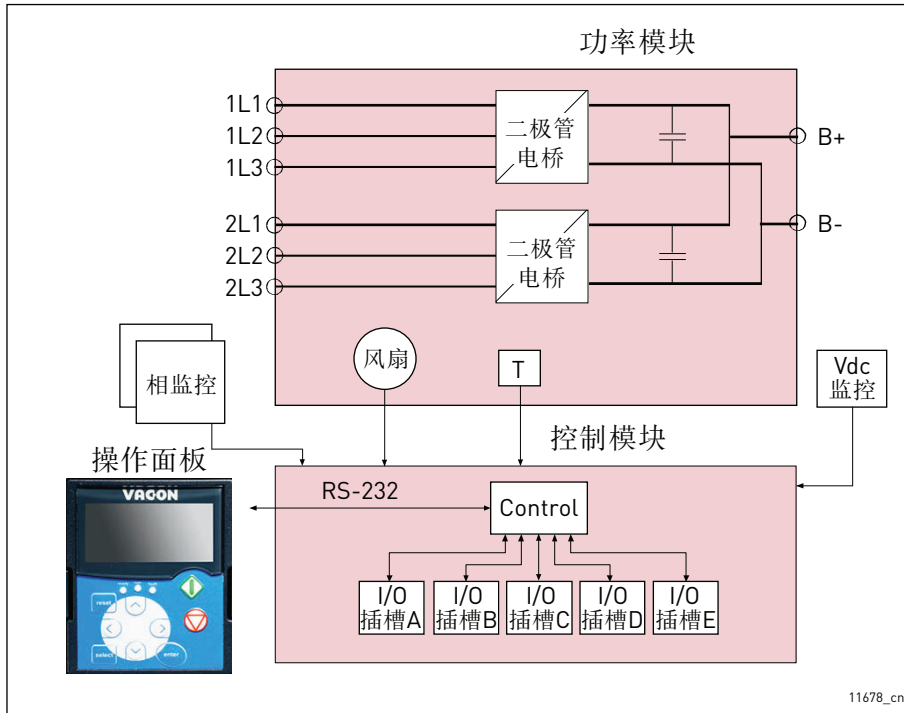 功率模块
1L1
1L2
1L3
二极管
电桥
B+
2L1
2L2
2L3
二极管
电桥
B-
相监控
风扇
T
Vdc
监控
控制模块
操作面板
VACON
RS-232
Control
I/O
插槽A
I/O
插槽B
I/O
插槽C
I/O
插槽D
I/O
插槽E
reset
select
enter
11678_cn